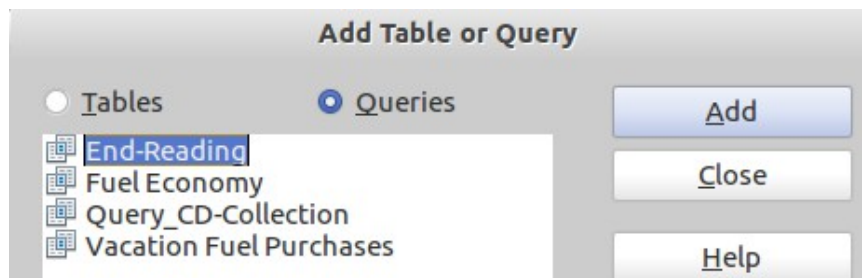 Add Table or Query
Tables
Queries
Add
End-Reading
Fuel Economy
Close
Query_CD-Collection
Vacation Fuel Purchases
Help